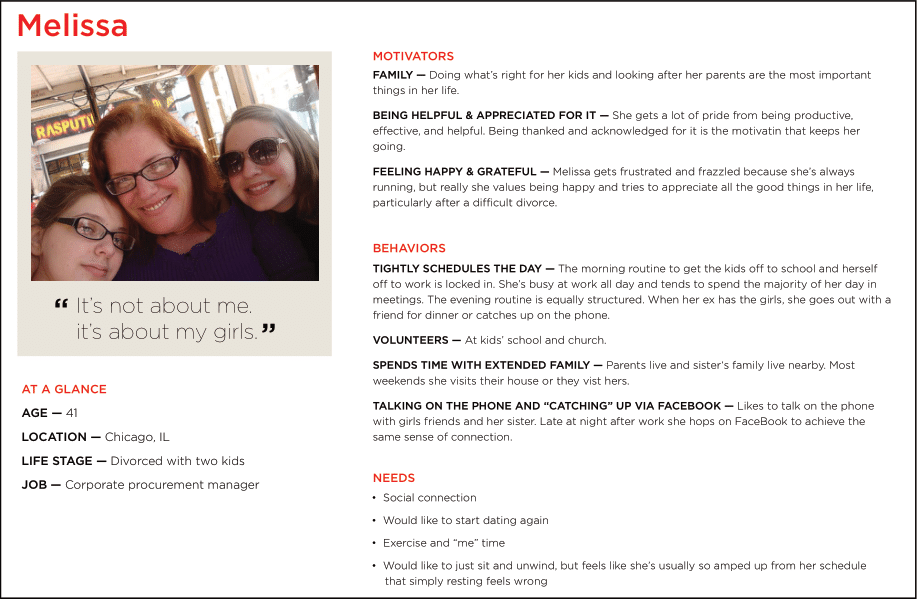 Melissa
RASPUTI
“ It’s not about me.
it’s about my girls.”
AT A GLANCE
AGE — 41
LOCATION — Chicago, IL
LIFE STAGE — Divorced with two kids
JOB — Corporate procurement manager
MOTIVATORS
FAMILY — Doing what’s right for her kids and looking after her parents are the most important
things in her life.
BEING HELPFUL & APPRECIATED FOR IT — She gets a lot of pride from being productive,
effective, and helpful. Being thanked and acknowledged for it is the motivatin that keeps her
going.
FEELING HAPPY & GRATEFUL — Melissa gets frustrated and frazzled because she’s always
running, but really she values being happy and tries to appreciate all the good things in her life,
particularly after a difficult divorce.
BEHAVIORS
TIGHTLY SCHEDULES THE DAY — The morning routine to get the kids off to school and herself
off to work is locked in. She’s busy at work all day and tends to spend the majority of her day in
meetings. The evening routine is equally structured. When her ex has the girls, she goes out with a
friend for dinner or catches up on the phone.
VOLUNTEERS — At kids’ school and church.
SPENDS TIME WITH EXTENDED FAMILY — Parents live and sister’s family live nearby. Most
weekends she visits their house or they vist hers.
TALKING ON THE PHONE AND “CATCHING” UP VIA FACEBOOK — Likes to talk on the phone
with girls friends and her sister. Late at night after work she hops on FaceBook to achieve the
same sense of connection.
NEEDS
• Social connection
• Would like to start dating again
• Exercise and “me” time
• Would like to just sit and unwind, but feels like she’s usually so amped up from her schedule
that simply resting feels wrong